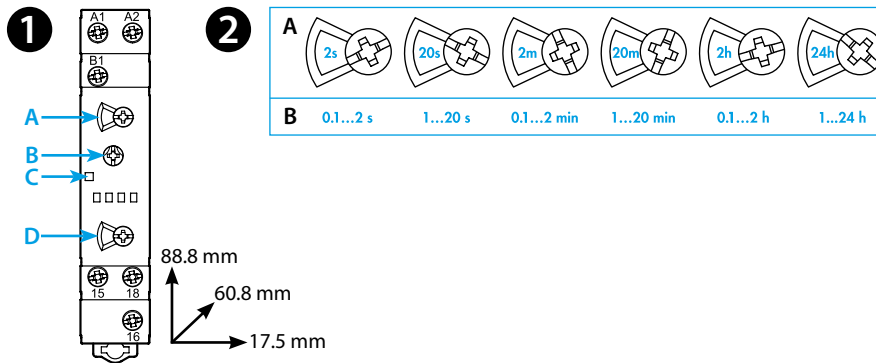 1
A1 A2
B1
A
B
C
D
15 18
16
88.8 mm
60.8 mm
17.5 mm
2
A 2s 20s 2m 20m 2h 24h
B 0.1...2 s 1...20 s 0.1...2 min 1...20 min 0.1...2 h 1...24 h